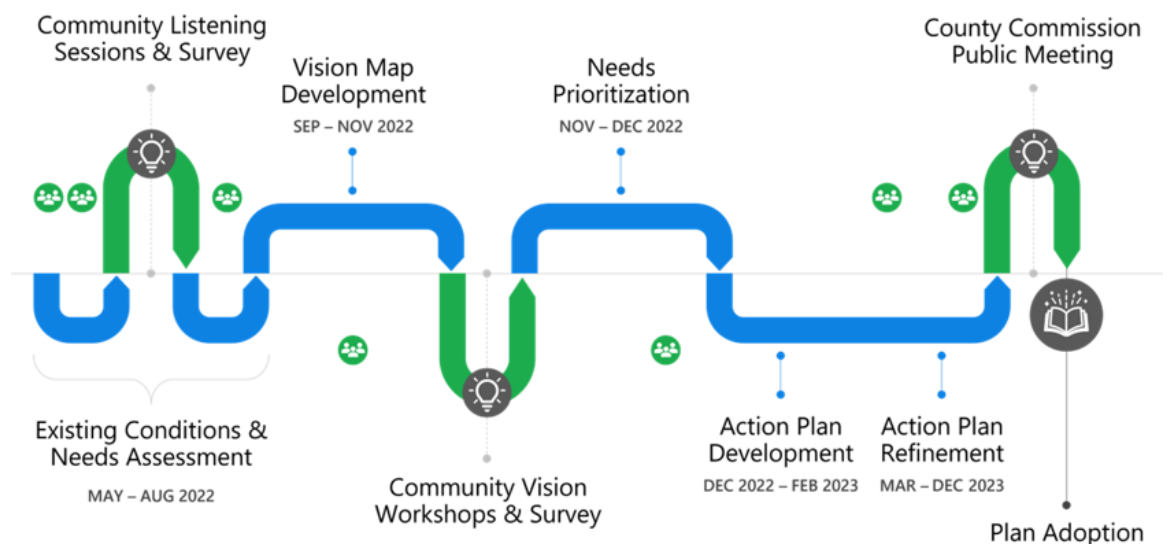 Community Listening
Sessions & Survey
Vision Map
Development
SEP – NOV 2022
Needs
Prioritization
NOV – DEC 2022
County Commission
Public Meeting
Existing Conditions &
Needs Assessment
MAY – AUG 2022
Community Vision
Workshops & Survey
Action Plan
Development
DEC 2022 – FEB 2023
Action Plan
Refinement
MAR – DEC 2023
Plan Adoption